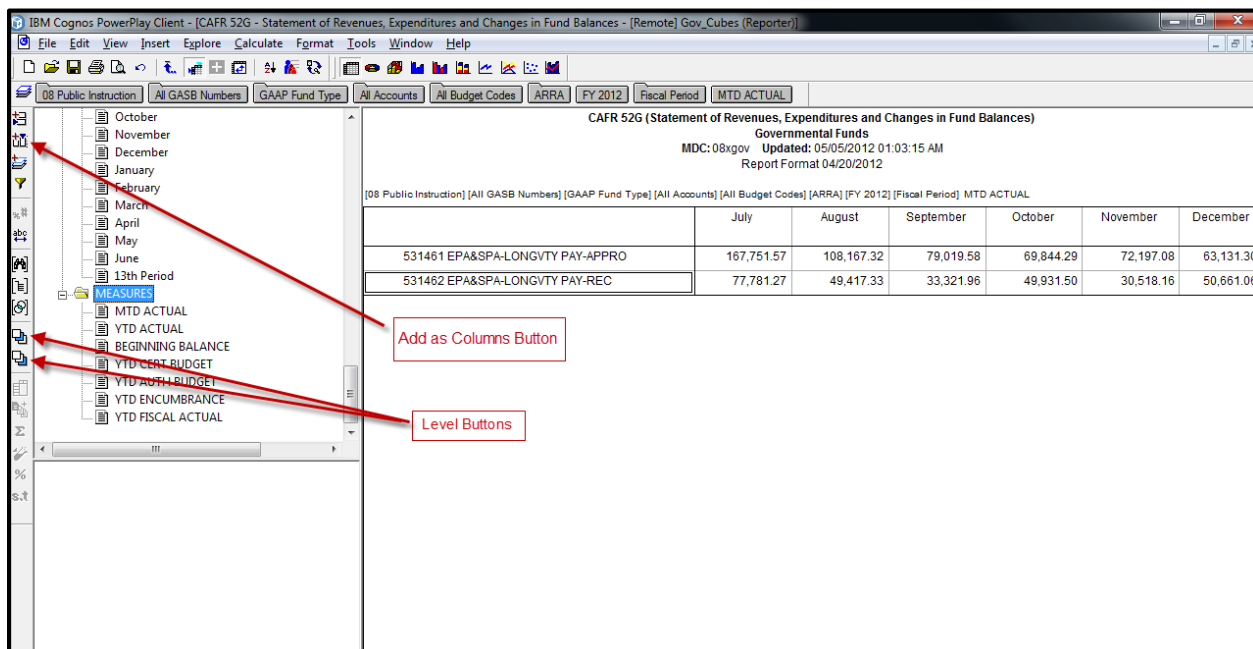 IBM Cognos PowerPlay Client - [CAFR 52G - Statement of Revenues, Expenditures and Changes in Fund Balances - [Remote] Gov_Cubes (Reporter)]
File Edit View Insert Explore Calculate Format Tools Window Help
08 Public Instruction All GASB Numbers GAAP Fund Type All Accounts All Budget Codes ARRA FY 2012 Fiscal Period MTD ACTUAL
October
November
December
January
February
March
April
May
June
13th Period
MEASURES
MTD ACTUAL
YTD ACTUAL
BEGINNING BALANCE
YTD CERT BUDGET
YTD AUTH BUDGET
YTD ENCUMBRANCE
YTD FISCAL ACTUAL
abc
%
s.t
CAFR 52G (Statement of Revenues, Expenditures and Changes in Fund Balances)
Governmental Funds
MDC: 08xgov Updated: 05/05/2012 01:03:15 AM
Report Format 04/20/2012
[08 Public Instruction] [All GASB Numbers] [GAAP Fund Type] [All Accounts] [All Budget Codes] [ARRA] [FY 2012] [Fiscal Period] MTD ACTUAL
July August September October November December
531461 EPA&SPA-LONGVTY PAY-APPRO 167,751.57 108,167.32 79,019.58 69,844.29 72,197.08 63,131.30
531462 EPA&SPA-LONGVTY PAY-REC 77,781.27 49,417.33 33,321.96 49,931.50 30,518.16 50,661.06
Add as Columns Button
Level Buttons